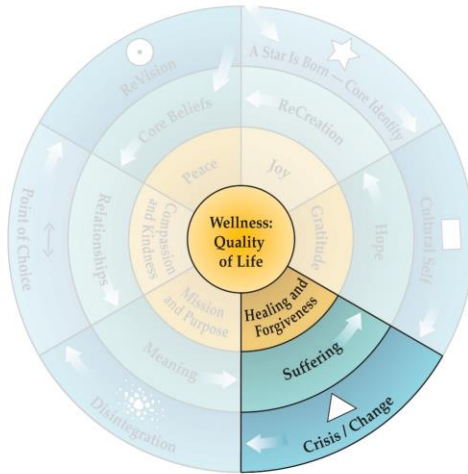 A Star Is Born — Core Identity
Cultural Self
Crisis / Change
Disintegration
Point of Choice
ReVision
ReCreation
Hope
Suffering
Meaning
Relationships
Core Beliefs
Joy
Gratitude
Healing and
Forgiveness
Mission
and Purpose
Compassion
and Kindness
Peace
Wellness:
Quality
of Life